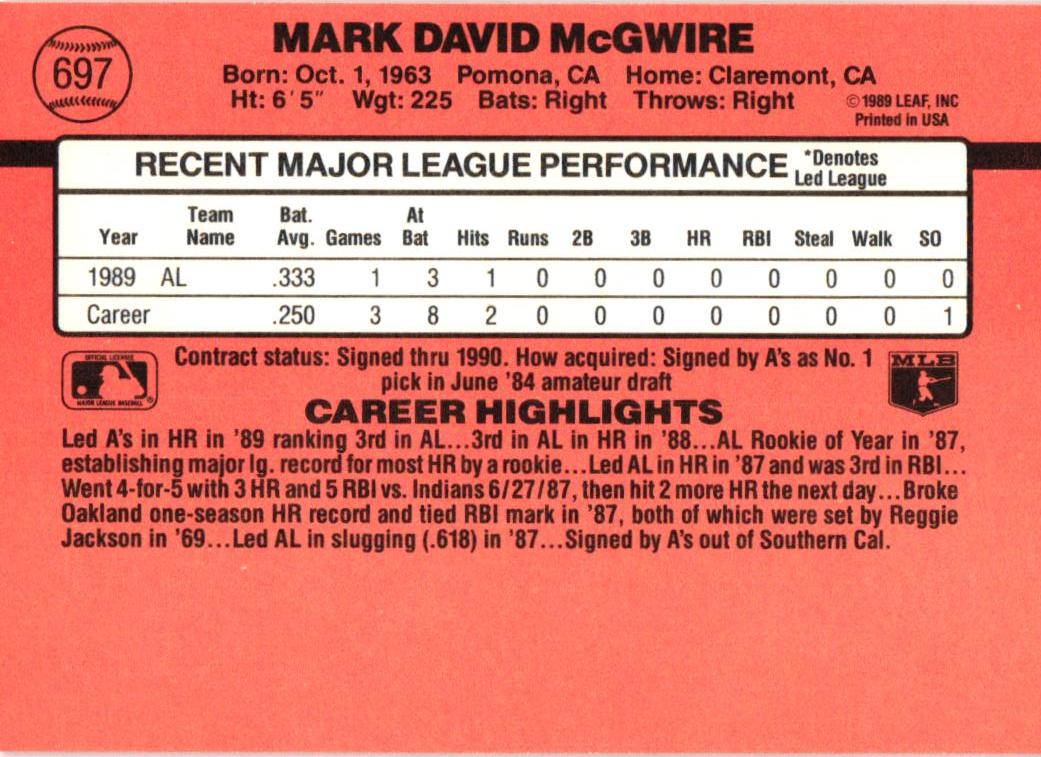 697
MARK DAVID McGWIRE
Born: Oct. 1, 1963 Pomona, CA Home: Claremont, CA
Ht: 6'5" Wgt: 225 Bats: Right Throws: Right
©1989 LEAF, INC
Printed in USA
RECENT MAJOR LEAGUE PERFORMANCE *Denotes
Led League
Year Team Name Bat. Avg. Games At Bat Hits Runs 2B 3B HR RBI Steal Walk SO
1989 AL .333 1 3 1 0 0 0 0 0 0 0 0
Career .250 3 8 2 0 0 0 0 0 0 0 1
OFFICIAL LICENSEE
MAJOR LEAGUE BASEBALL®
Contract status: Signed thru 1990. How acquired: Signed by A's as No. 1
pick in June '84 amateur draft
MLB
CAREER HIGHLIGHTS
Led A's in HR in '89 ranking 3rd in AL...3rd in AL in HR in '88...AL Rookie of Year in '87,
establishing major lg. record for most HR by a rookie...Led AL in HR in '87 and was 3rd in RBI...
Went 4-for-5 with 3 HR and 5 RBI vs. Indians 6/27/87, then hit 2 more HR the next day...Broke
Oakland one-season HR record and tied RBI mark in '87, both of which were set by Reggie
Jackson in '69...Led AL in slugging (.618) in '87...Signed by A's out of Southern Cal.